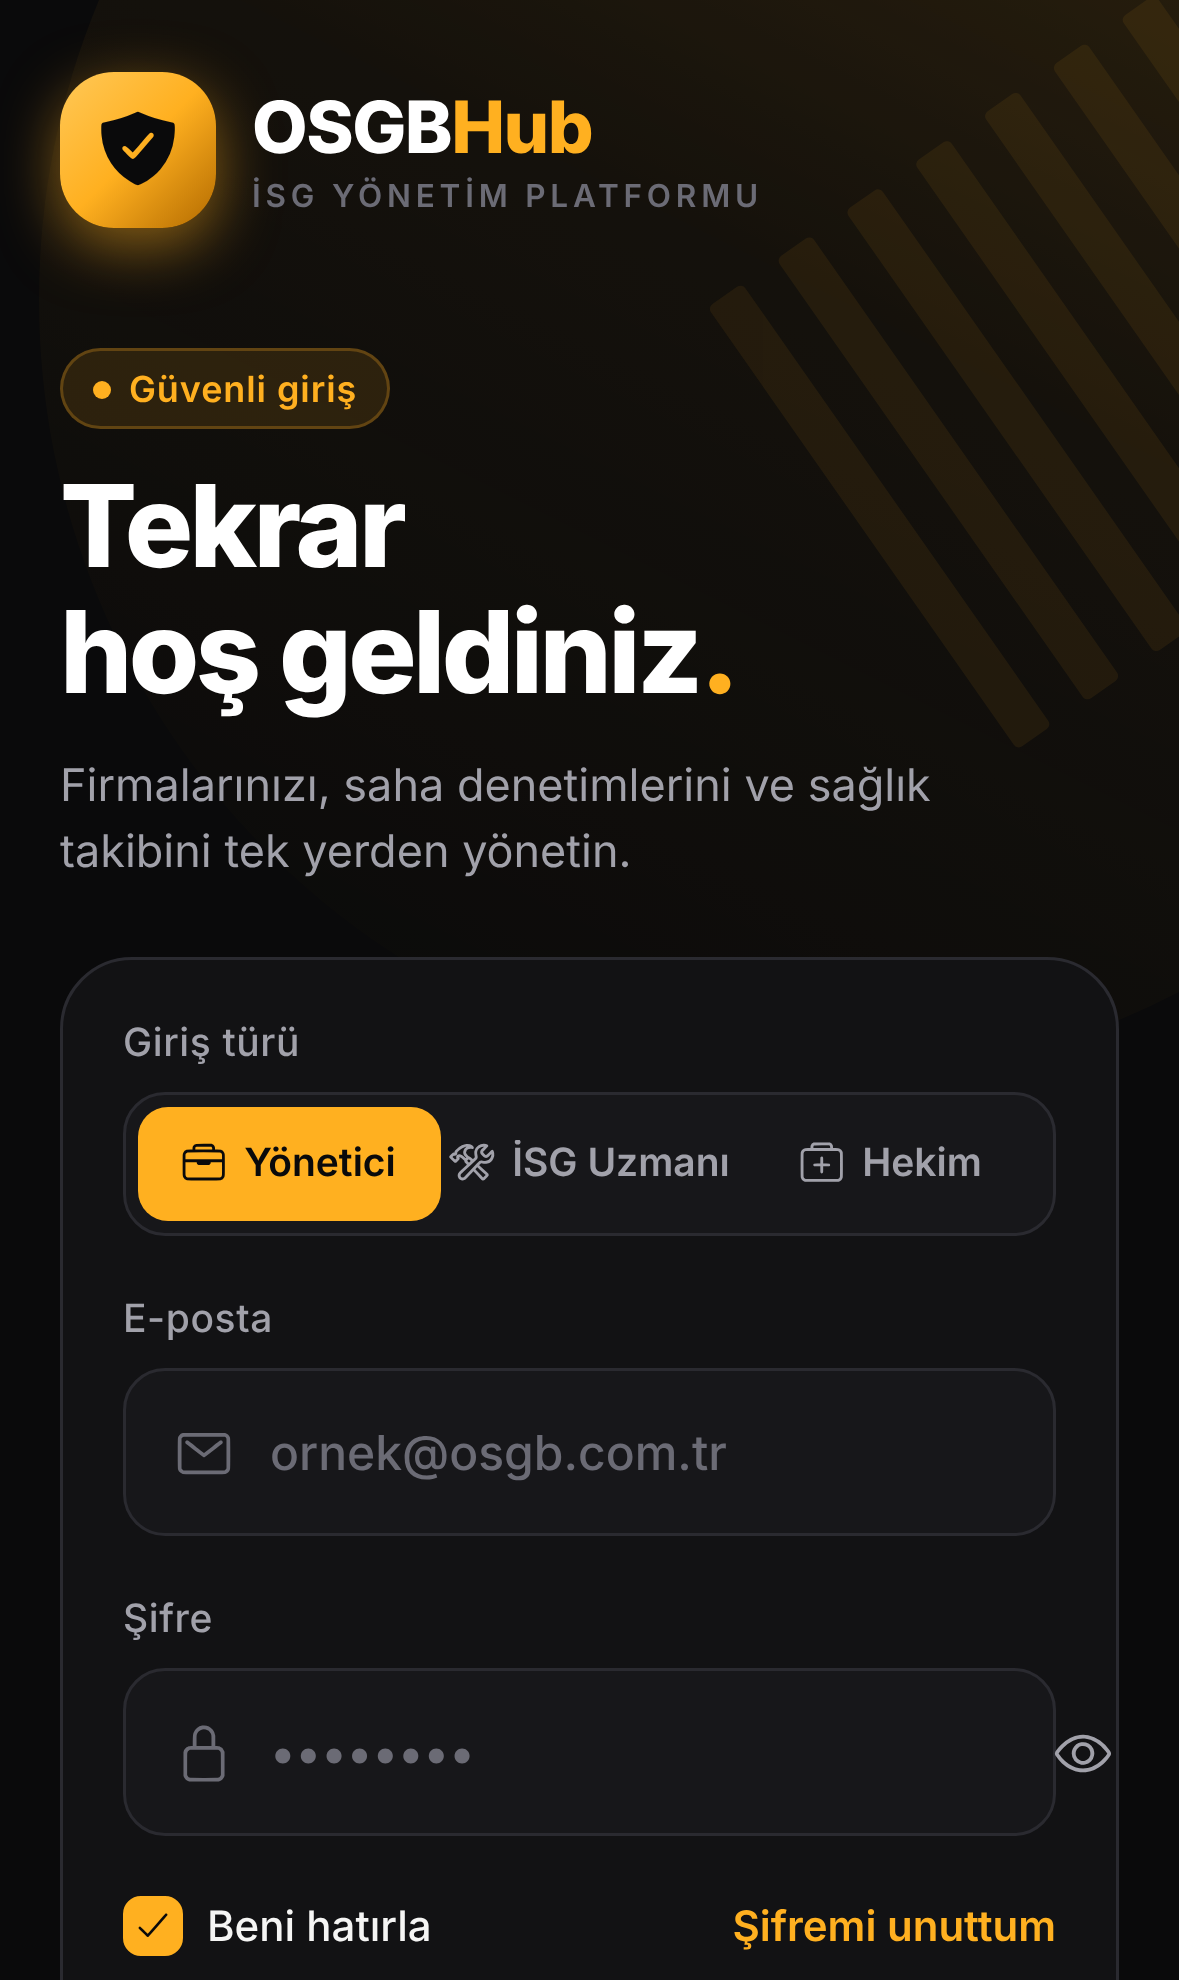 OSGBHub
İSG YÖNETİM PLATFORMU
Güvenli giriş
Tekrar
hoş geldiniz.
Firmalarınızı, saha denetimlerini ve sağlık
takibini tek yerden yönetin.
Giriş türü
Yönetici İSG Uzmanı Hekim
E-posta
ornek@osgb.com.tr
Şifre
••••••••
Beni hatırla Şifremi unuttum